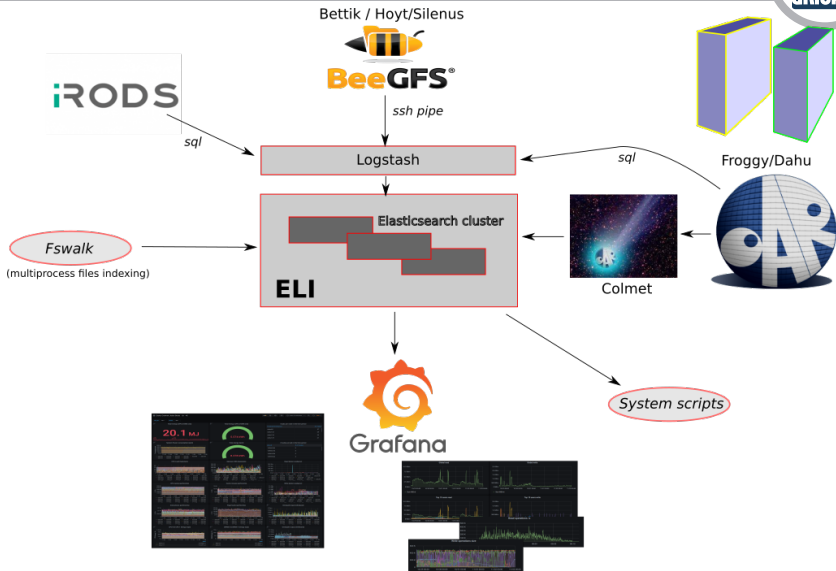 Bettik / Hoyt/Silenus
BeeGFS®
iRODS
ssh pipe
sql
Logstash
sql
Froggy/Dahu
Elasticsearch cluster
ELI
Fswalk
(multiprocess files indexing)
OAR
Colmet
Grafana
System scripts
20.1 MJ